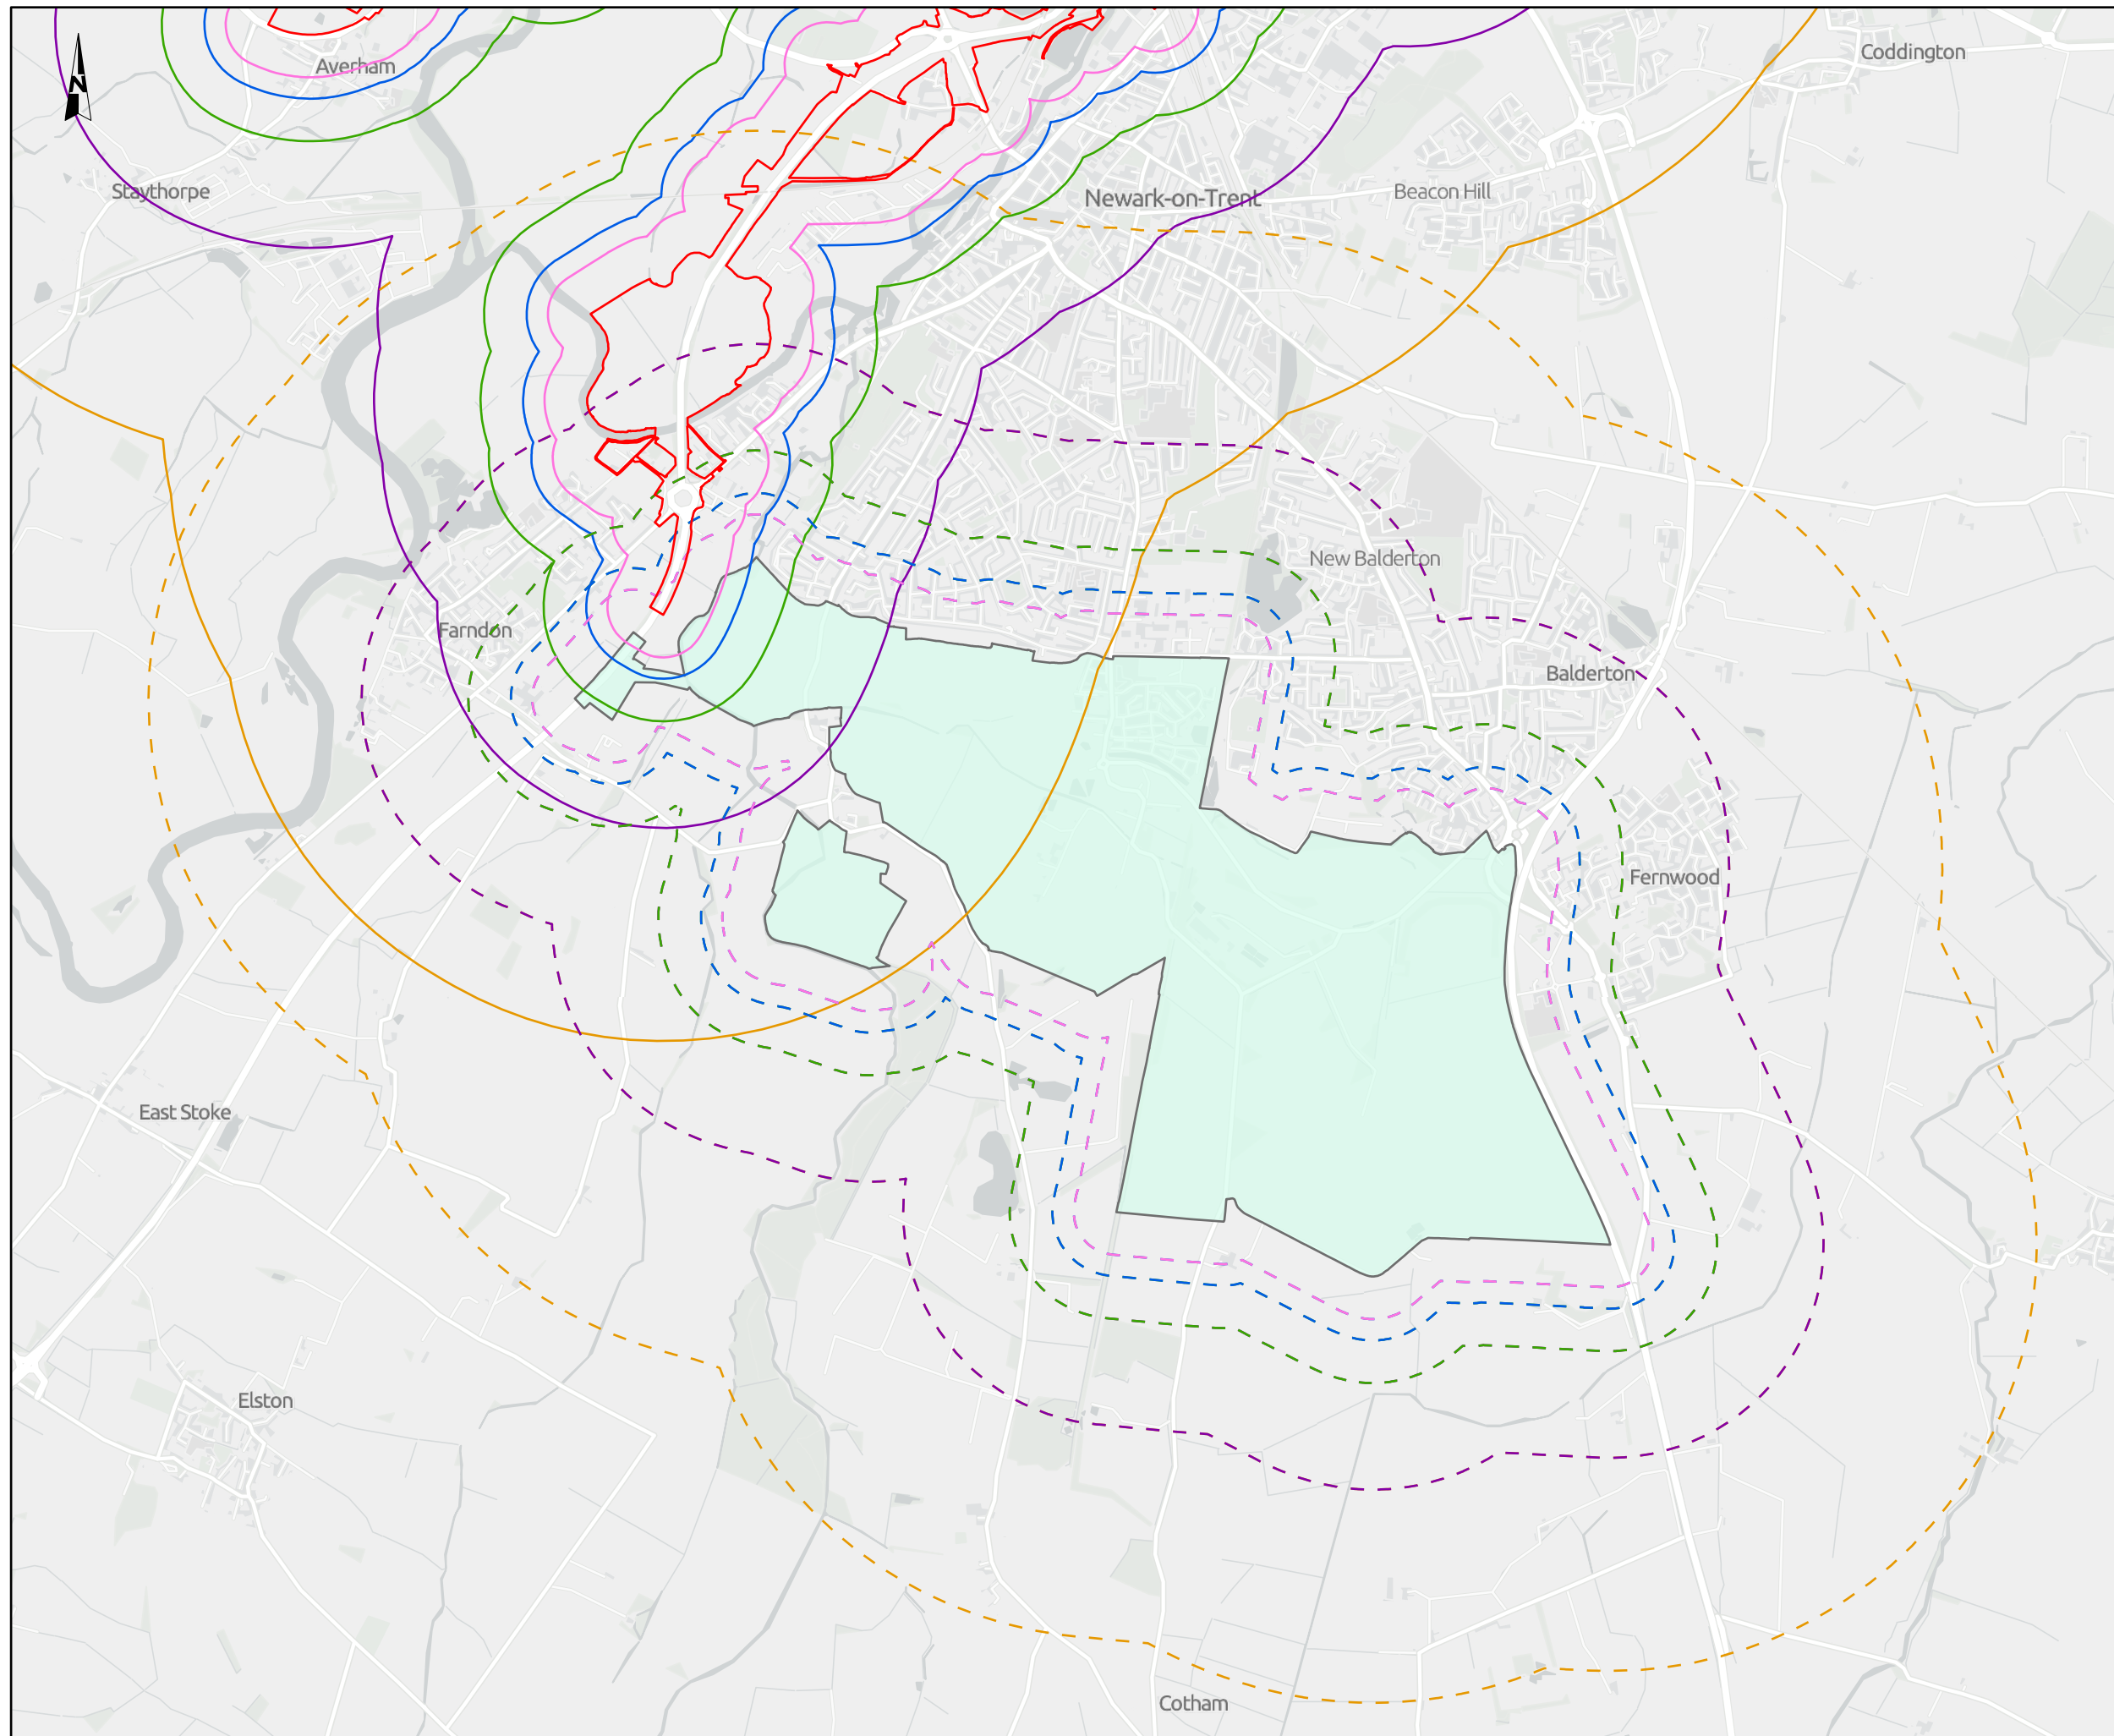 Coddington
Averham
N
Staythorpe
Newark-on-Trent
Beacon Hill
New Balderton
Farndon
Balderton
Fernwood
East Stoke
Elston
Cotham